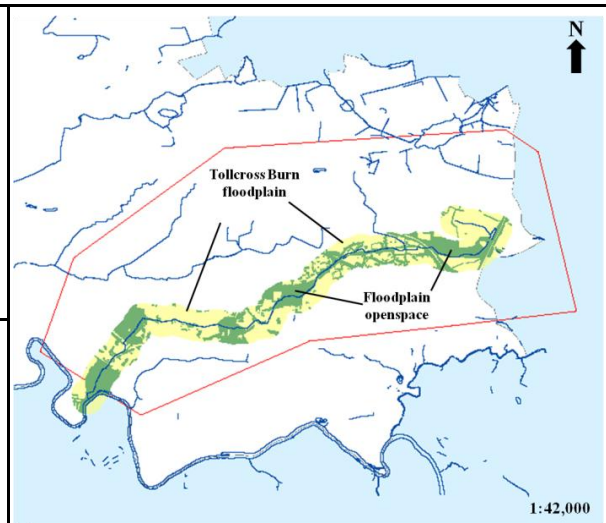 N
Tollcross Burn
floodplain
Floodplain
openspace
1:42,000